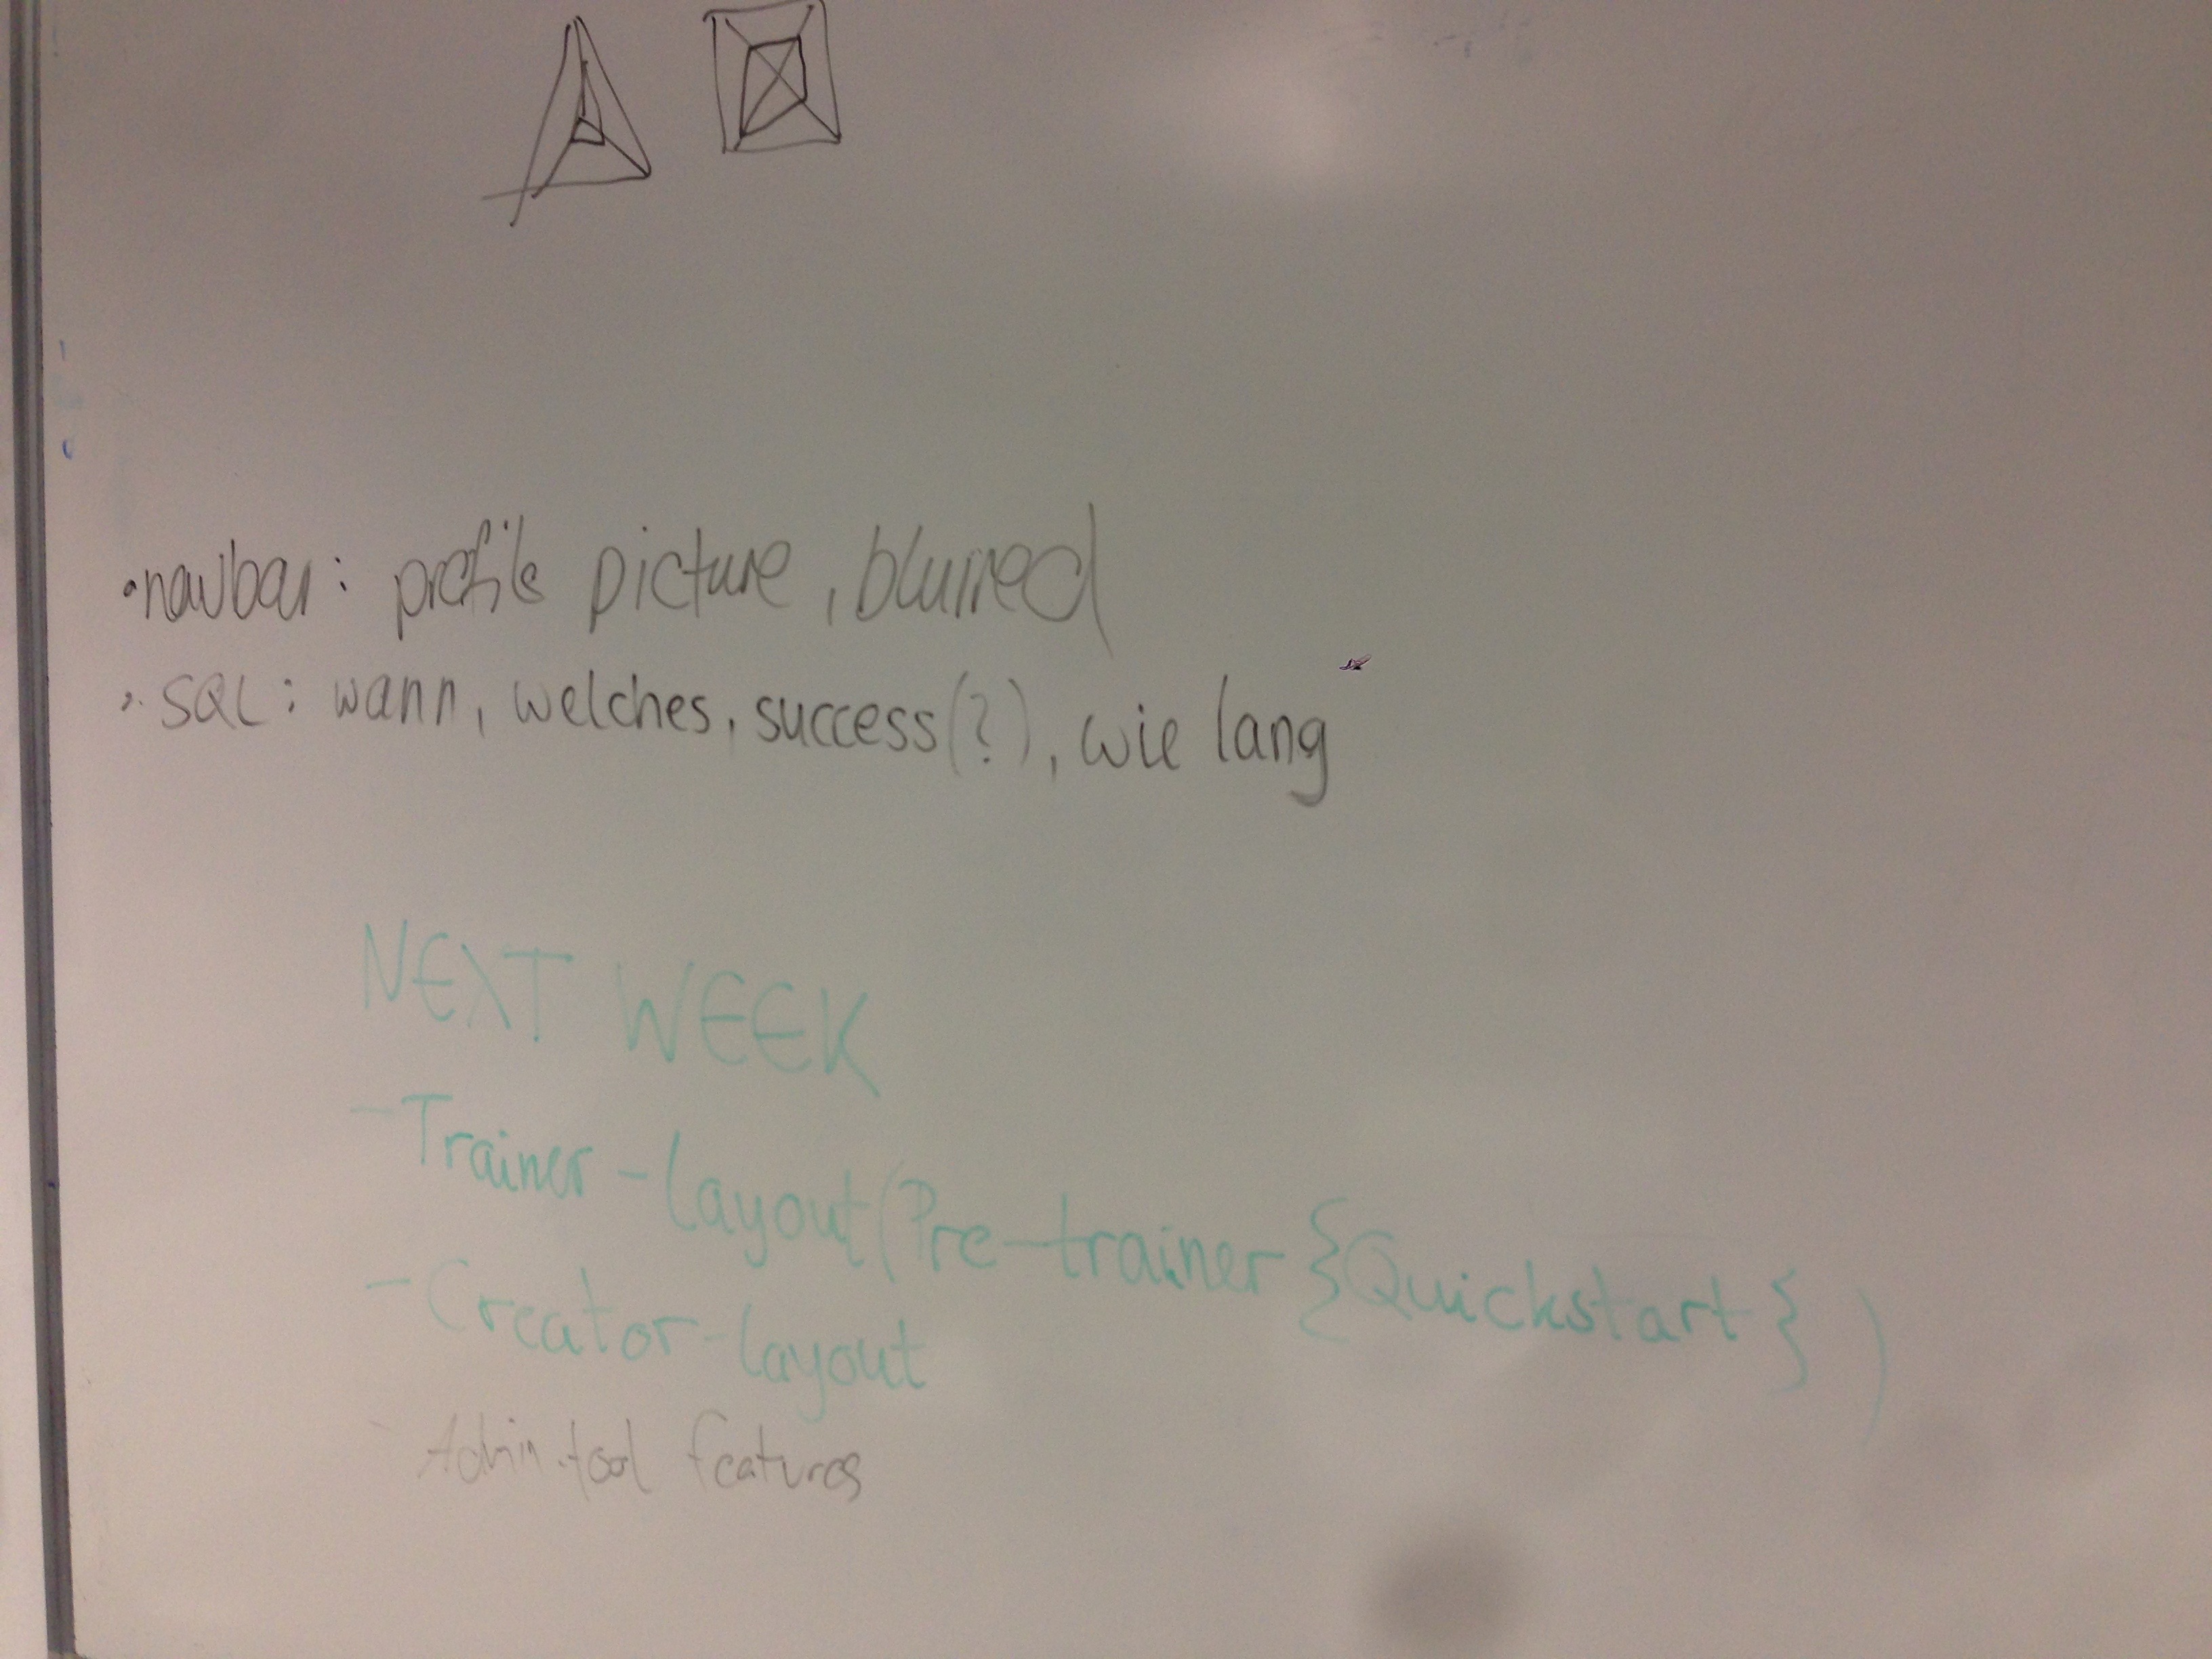 • navbar: profile picture, blurred
• SQL: wann, welches, success(?), wie lang
NEXT WEEK
- Trainer-layout (Pre-trainer {Quickstart} )
- Creator-layout
- Admin-tool features